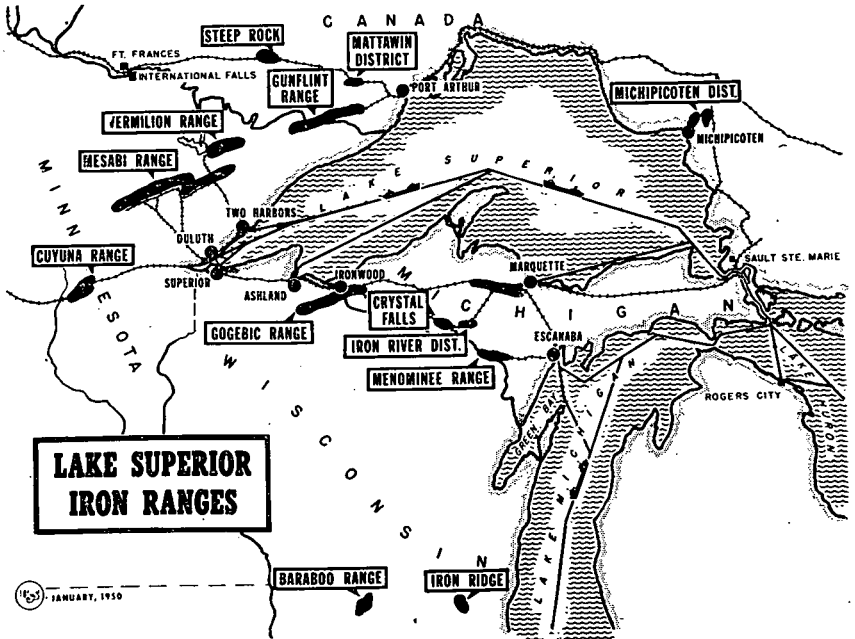 CANADA
STEEP ROCK
MATTAWIN
DISTRICT
FT. FRANCES
INTERNATIONAL FALLS
GUNFLINT
RANGE
PORT ARTHUR
MICHIPICOTEN DIST.
MICHIPICOTEN
VERMILION RANGE
MESABI RANGE
LAKE SUPERIOR
TWO HARBORS
DULUTH
SUPERIOR
CUYUNA RANGE
MINNESOTA
ASHLAND
IRONWOOD
MARQUETTE
SAULT STE. MARIE
MICHIGAN
GOGEBIC RANGE
CRYSTAL
FALLS
IRON RIVER DIST.
MENOMINEE RANGE
ESCANABA
ROGERS CITY
LAKE HURON
GREEN BAY
LAKE MICHIGAN
WISCONSIN
LAKE SUPERIOR
IRON RANGES
BARABOO RANGE
IRON RIDGE
JANUARY, 1950